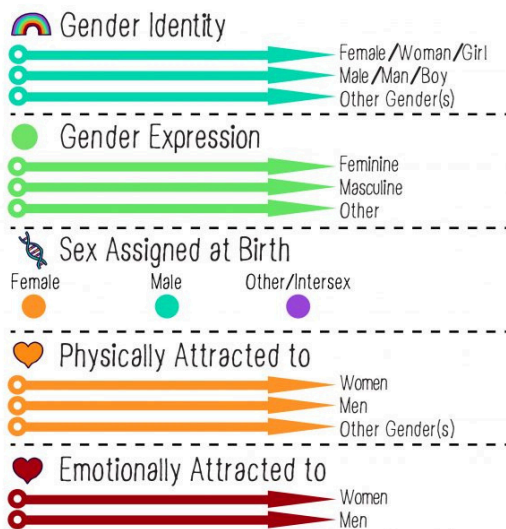 Gender Identity
Female/Woman/Girl
Male/Man/Boy
Other Gender(s)
Gender Expression
Feminine
Masculine
Other
Sex Assigned at Birth
Female Male Other/Intersex
Physically Attracted to
Women
Men
Other Gender(s)
Emotionally Attracted to
Women
Men